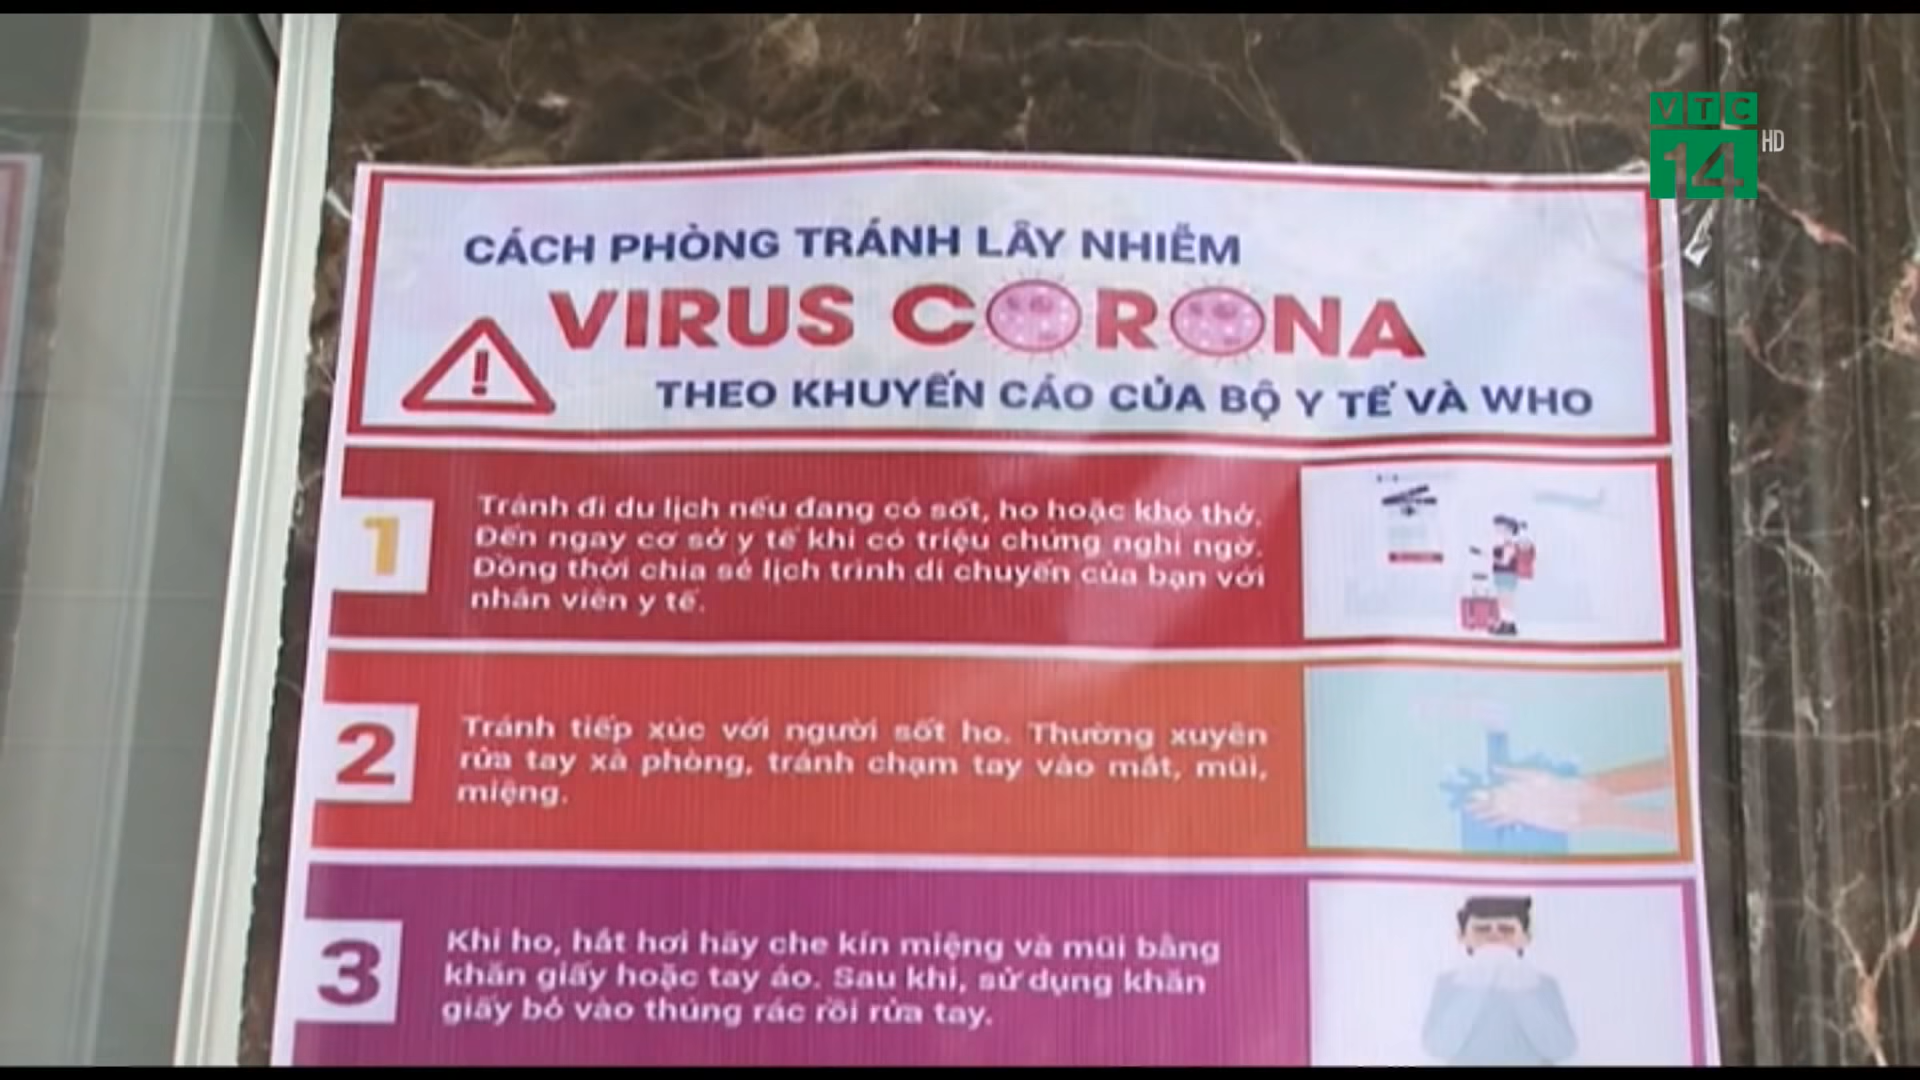 VTC
14 HD
CÁCH PHÒNG TRÁNH LÂY NHIỄM
VIRUS CORONA
THEO KHUYẾN CÁO CỦA BỘ Y TẾ VÀ WHO
1
Tránh đi du lịch nếu đang có sốt, ho hoặc khó thở.
Đến ngay cơ sở y tế khi có triệu chứng nghi ngờ.
Đồng thời chia sẻ lịch trình di chuyển của bạn với
nhân viên y tế.
2
Tránh tiếp xúc với người sốt ho. Thường xuyên
rửa tay xà phòng, tránh chạm tay vào mắt, mũi,
miệng.
3
Khi ho, hắt hơi hãy che kín miệng và mũi bằng
khăn giấy hoặc tay áo. Sau khi, sử dụng khăn
giấy bỏ vào thùng rác rồi rửa tay.